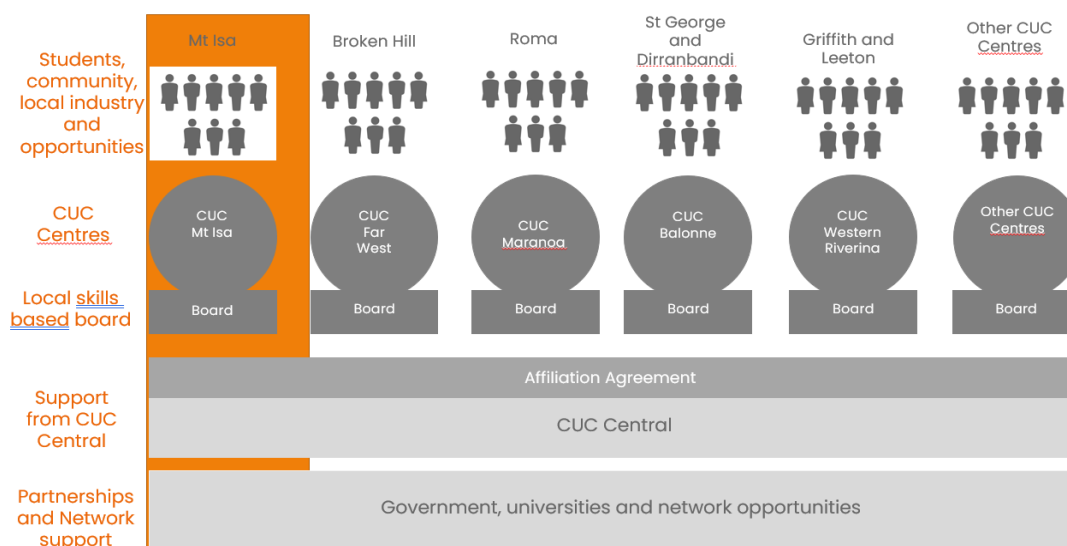 Students,
community,
local industry
and
opportunities
Mt Isa
Broken Hill
Roma
St George
and
Dirranbandi
Griffith and
Leeton
Other CUC
Centres
CUC
Centres
CUC
Mt Isa
CUC
Far
West
CUC
Maranoa
CUC
Balonne
CUC
Western
Riverina
Other CUC
Centres
Local skills
based board
Board
Board
Board
Board
Board
Board
Support
from CUC
Central
Affiliation Agreement
CUC Central
Partnerships
and Network
support
Government, universities and network opportunities